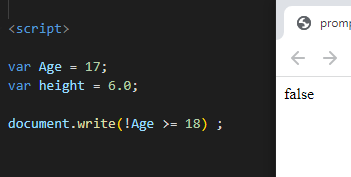 <script>
var Age = 17;
var height = 6.0;
document.write(!Age >= 18) ;
promp
false